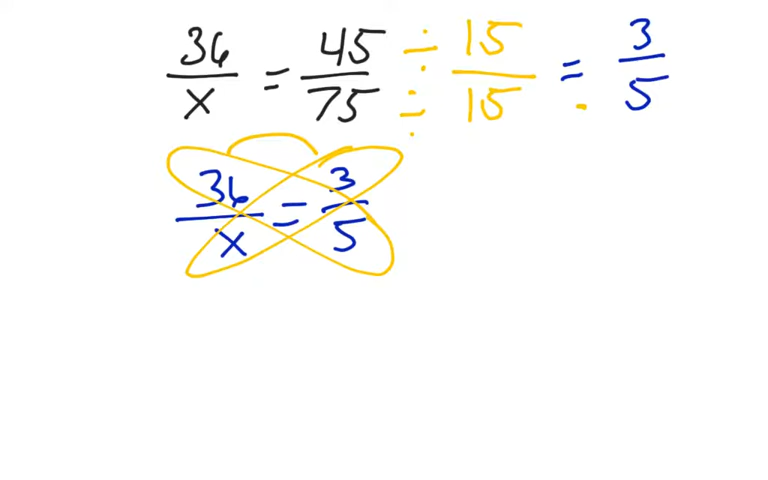 36/x = 45/75 ÷ 15/÷ 15 = 3/5
36/x = 3/5